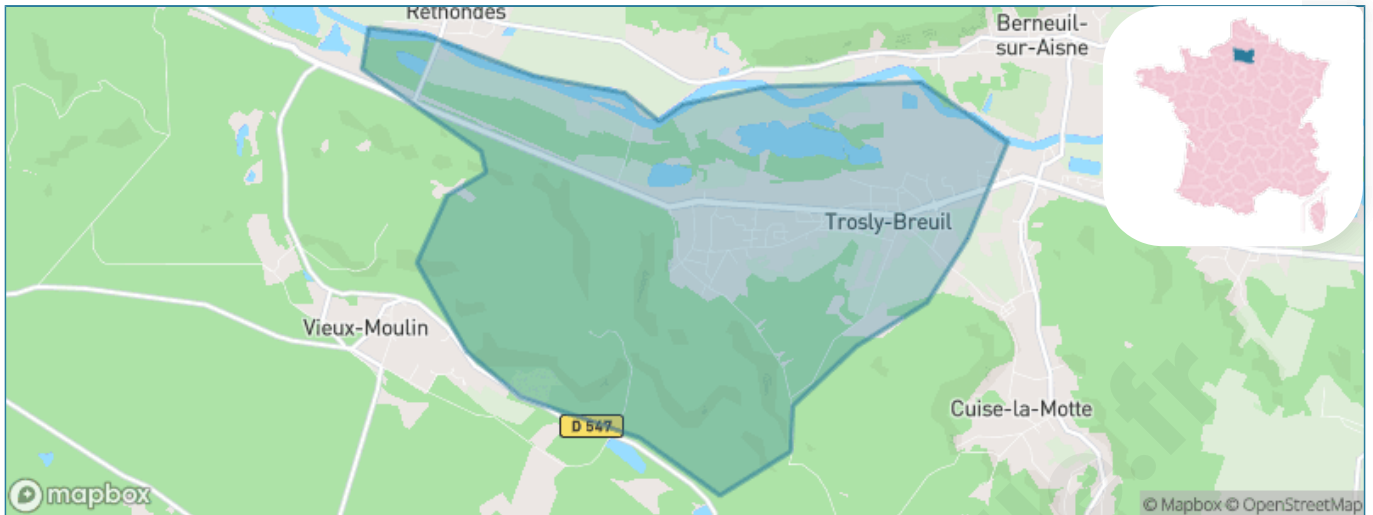 Rethondes
Berneuil-
sur-Aisne
Trosly-Breuil
Vieux-Moulin
Cuise-la-Motte
D 547
mapbox
© Mapbox © OpenStreetMap